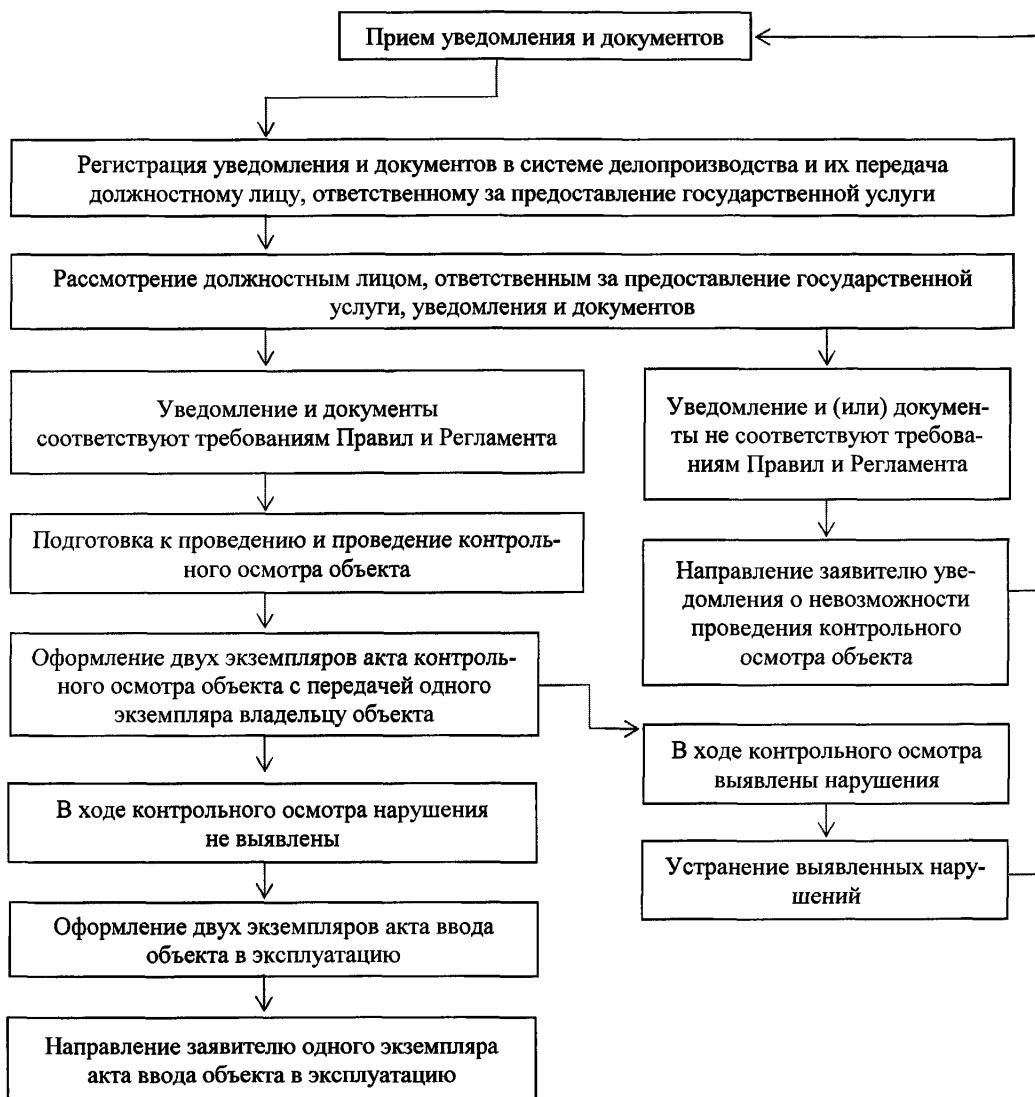 Прием уведомления и документов
Регистрация уведомления и документов в системе делопроизводства и их передача
должностному лицу, ответственному за предоставление государственной услуги
Рассмотрение должностным лицом, ответственным за предоставление государственной
услуги, уведомления и документов
Уведомление и документы
соответствуют требованиям Правил и Регламента
Уведомление и (или) докумен-
ты не соответствуют требова-
ниям Правил и Регламента
Подготовка к проведению и проведение контроль-
ного осмотра объекта
Направление заявителю уве-
домления о невозможности
проведения контрольного
осмотра объекта
Оформление двух экземпляров акта контроль-
ного осмотра объекта с передачей одного
экземпляра владельцу объекта
В ходе контрольного осмотра
выявлены нарушения
В ходе контрольного осмотра нарушения
не выявлены
Устранение выявленных нару-
шений
Оформление двух экземпляров акта ввода
объекта в эксплуатацию
Направление заявителю одного экземпляра
акта ввода объекта в эксплуатацию